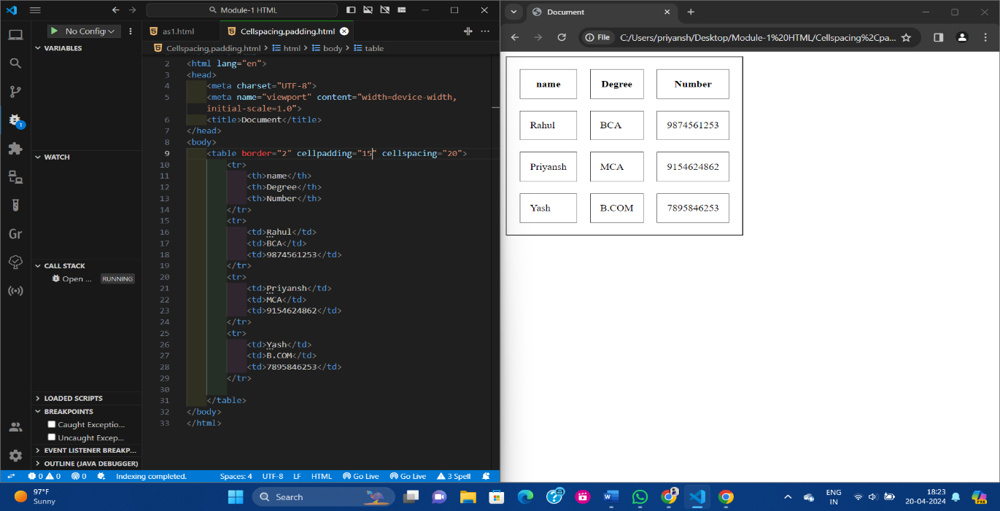 Module-1 HTML
No Config
as1.html
Cellspacing,padding.html
VARIABLES
Cellspacing,padding.html > html > body > table
2 <html lang="en">
3 <head>
4 <meta charset="UTF-8">
5 <meta name="viewport" content="width=device-width,
initial-scale=1.0">
6 <title>Document</title>
7 </head>
8 <body>
9 <table border="2" cellpadding="15" cellspacing="20">
10 <tr>
11 <th>name</th>
12 <th>Degree</th>
13 <th>Number</th>
14 </tr>
15 <tr>
16 <td>Rahul</td>
17 <td>BCA</td>
18 <td>9874561253</td>
19 </tr>
20 <tr>
21 <td>Priyansh</td>
22 <td>MCA</td>
23 <td>9154624862</td>
24 </tr>
25 <tr>
26 <td>Yash</td>
27 <td>B.COM</td>
28 <td>7895846253</td>
29 </tr>
30
31 </table>
32 </body>
33 </html>
1
WATCH
CALL STACK
Open ... RUNNING
Gr
LOADED SCRIPTS
BREAKPOINTS
Caught Exceptio...
Uncaught Excep...
EVENT LISTENER BREAKP...
OUTLINE (JAVA DEBUGGER)
0 0 0 Indexing completed. Spaces: 4 UTF-8 LF HTML Go Live Go Live 3 Spell
Document
File C:/Users/priyansh/Desktop/Module-1%20HTML/Cellspacing%2Cpa...
name Degree Number
Rahul BCA 9874561253
Priyansh MCA 9154624862
Yash B.COM 7895846253
97°F
Sunny
Search
ENG
IN
18:23
20-04-2024
PRE